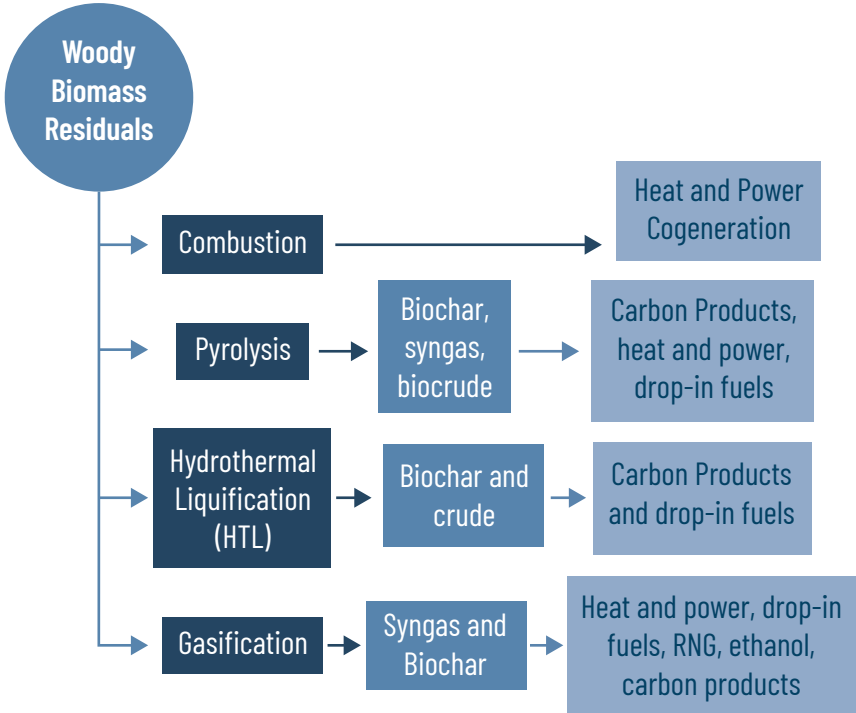 Woody
Biomass
Residuals
Combustion
Heat and Power
Cogeneration
Pyrolysis
Biochar,
syngas,
biocrude
Carbon Products,
heat and power,
drop-in fuels
Hydrothermal
Liquification
(HTL)
Biochar and
crude
Carbon Products
and drop-in fuels
Gasification
Syngas and
Biochar
Heat and power, drop-in
fuels, RNG, ethanol,
carbon products